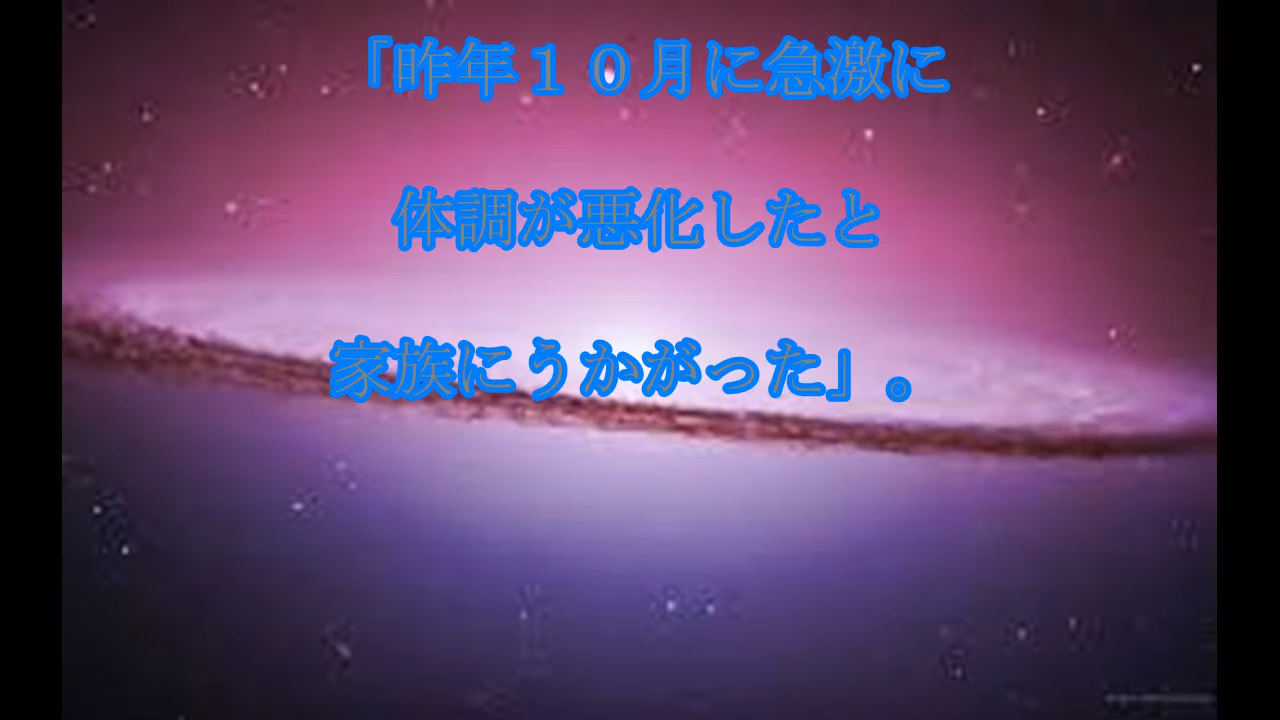 「昨年１０月に急激に
体調が悪化したと
家族にうかがった」。